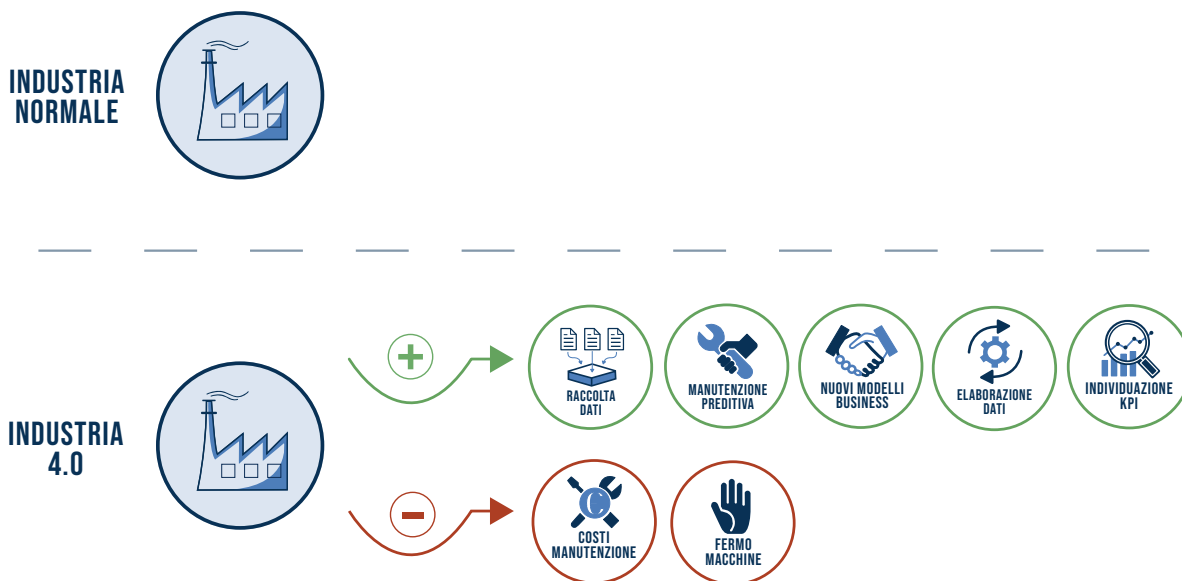 INDUSTRIA
NORMALE
INDUSTRIA
4.0
RACCOLTA
DATI
MANUTENZIONE
PREDITIVA
NUOVI MODELLI
BUSINESS
ELABORAZIONE
DATI
INDIVIDUAZIONE
KPI
COSTI
MANUTENZIONE
FERMO
MACCHINE